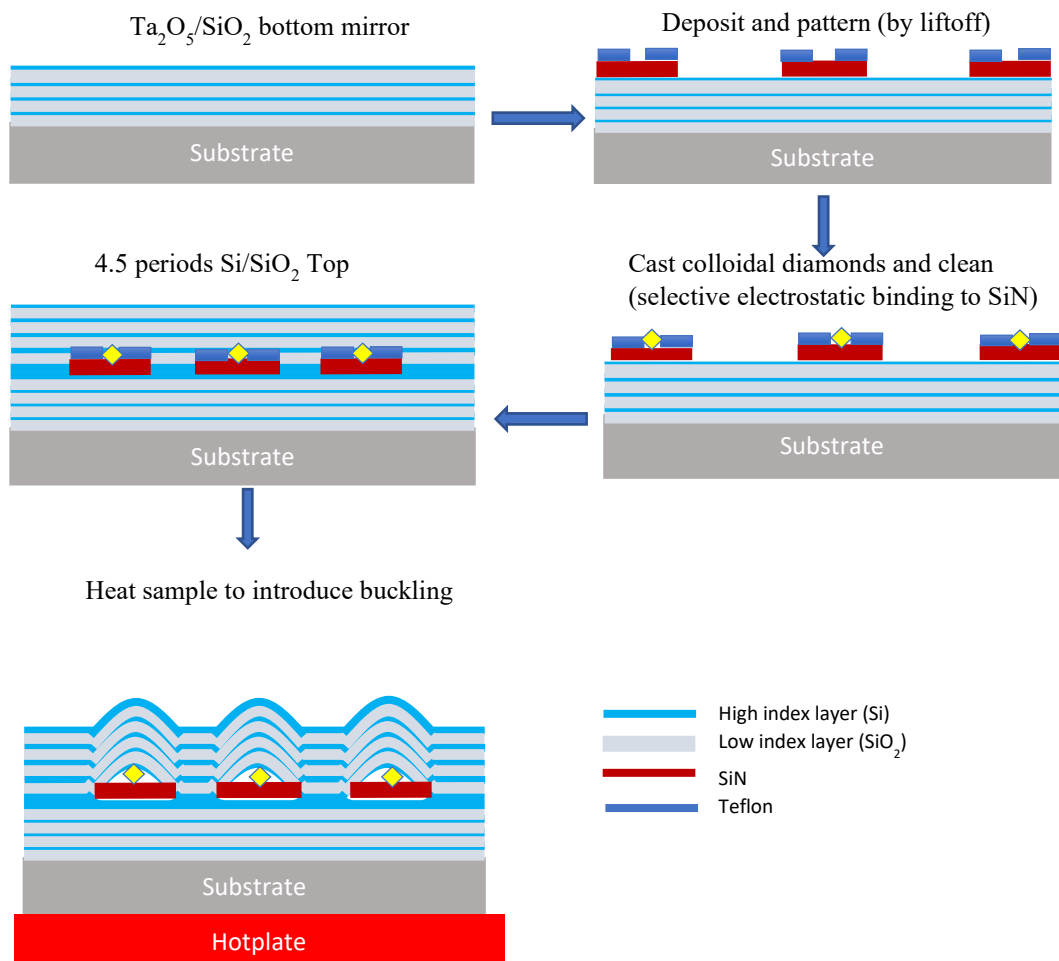 Ta₂O₅/SiO₂ bottom mirror
Substrate
Deposit and pattern (by liftoff)
Substrate
Cast colloidal diamonds and clean
(selective electrostatic binding to SiN)
Substrate
4.5 periods Si/SiO₂ Top
Substrate
Heat sample to introduce buckling
Substrate
Hotplate
High index layer (Si)
Low index layer (SiO₂)
SiN
Teflon